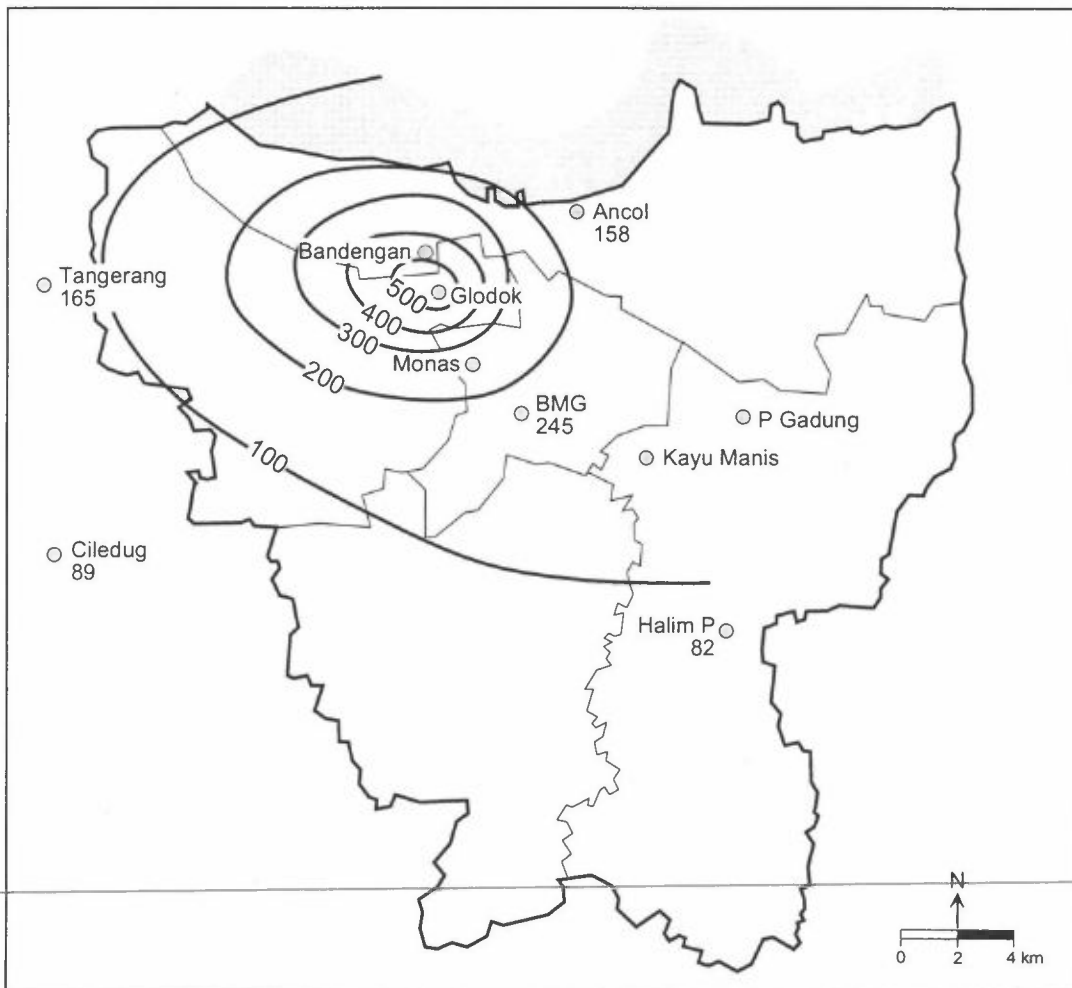 Ancol
158
Bandengan
Tangerang
165
Glodok
500
400
300
Monas
200
BMG
245
P Gadung
100
Kayu Manis
Ciledug
89
Halim P
82
N
0 2 4 km